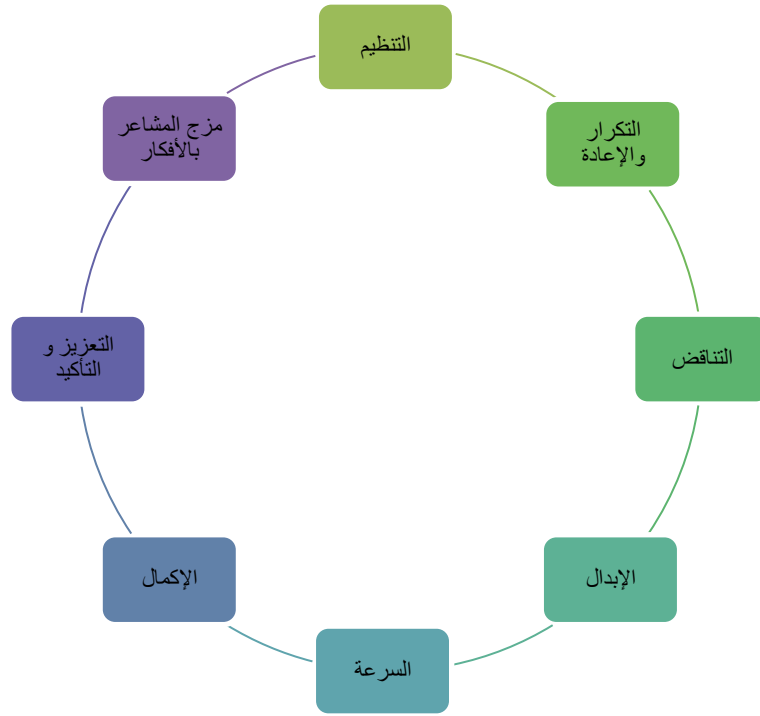 التنظيم
التكرار
والإعادة
التناقض
الإبدال
السرعة
الإكمال
التعزيز و
التأكيد
مزج المشاعر
بالأفكار